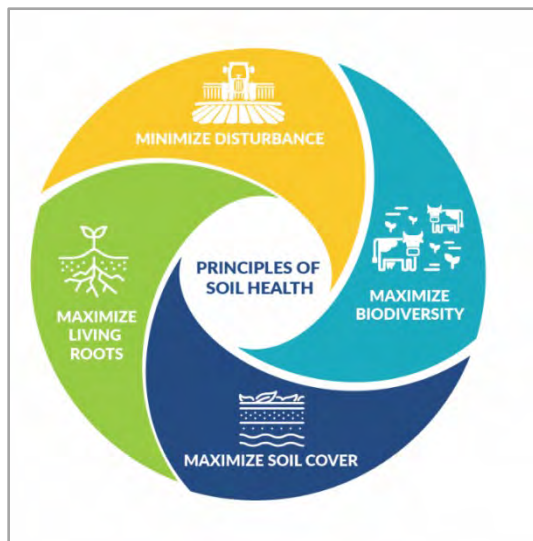 MINIMIZE DISTURBANCE
PRINCIPLES OF
SOIL HEALTH
MAXIMIZE
BIODIVERSITY
MAXIMIZE
LIVING
ROOTS
MAXIMIZE SOIL COVER